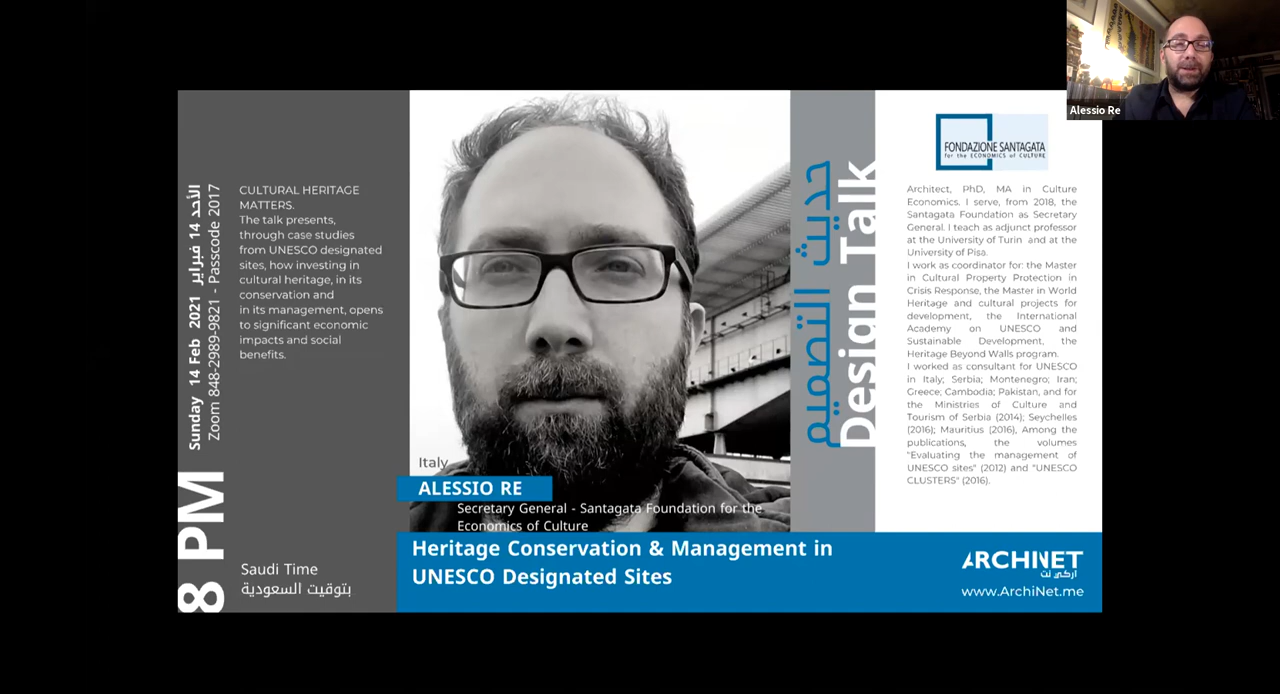 الأحد 14 فبراير
Sunday 14 Feb 2021
Zoom 848-2989-9821 - Passcode 2017
8 PM
Saudi Time
بتوقيت السعودية
CULTURAL HERITAGE
MATTERS.
The talk presents,
through case studies
from UNESCO designated
sites, how investing in
cultural heritage, in its
conservation and
in its management, opens
to significant economic
impacts and social
benefits.
Italy
ALESSIO RE
Secretary General - Santagata Foundation for the
Economics of Culture
Heritage Conservation & Management in
UNESCO Designated Sites
حديث التصميم
Design Talk
FONDAZIONE SANTAGATA
for the ECONOMICS of CULTURE
Architect, PhD, MA in Culture
Economics. I serve, from 2018, the
Santagata Foundation as Secretary
General. I teach as adjunct professor
at the University of Turin and at the
University of Pisa.
I work as coordinator for: the Master
in Cultural Property Protection in
Crisis Response, the Master in World
Heritage and cultural projects for
development, the International
Academy on UNESCO and
Sustainable Development, the
Heritage Beyond Walls program.
I worked as consultant for UNESCO
in Italy; Serbia; Montenegro; Iran;
Greece; Cambodia; Pakistan, and for
the Ministries of Culture and
Tourism of Serbia (2014); Seychelles
(2016); Mauritius (2016), Among the
publications, the volumes
"Evaluating the management of
UNESCO sites" (2012) and "UNESCO
CLUSTERS" (2016).
ARCHINET
أركي نت
www.ArchiNet.me
Alessio Re